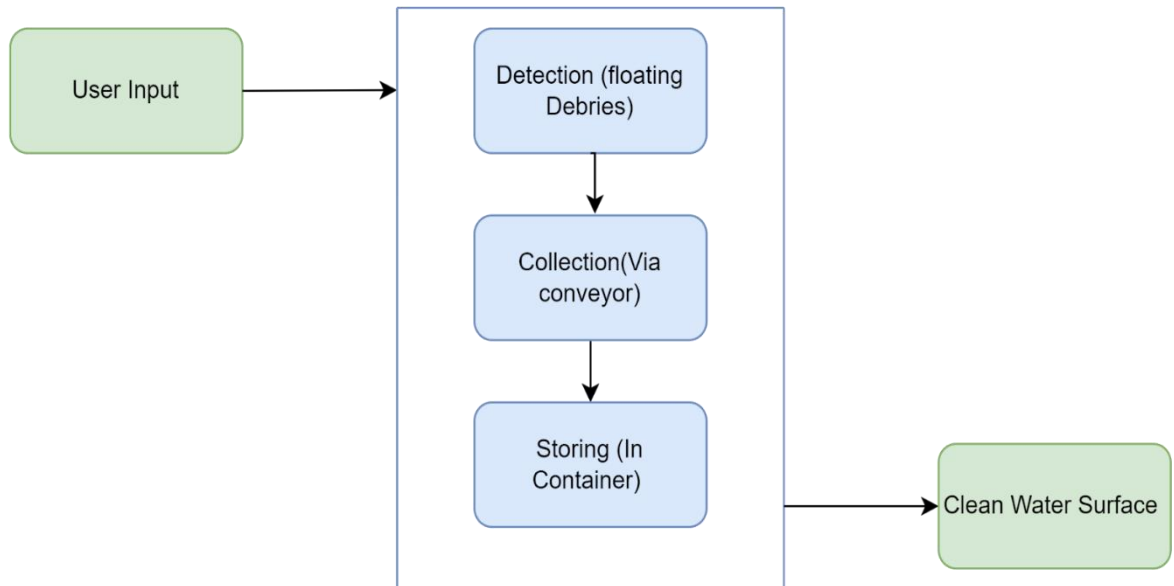 User Input
Detection (floating
Debries)
Collection(Via
conveyor)
Storing (In
Container)
Clean Water Surface